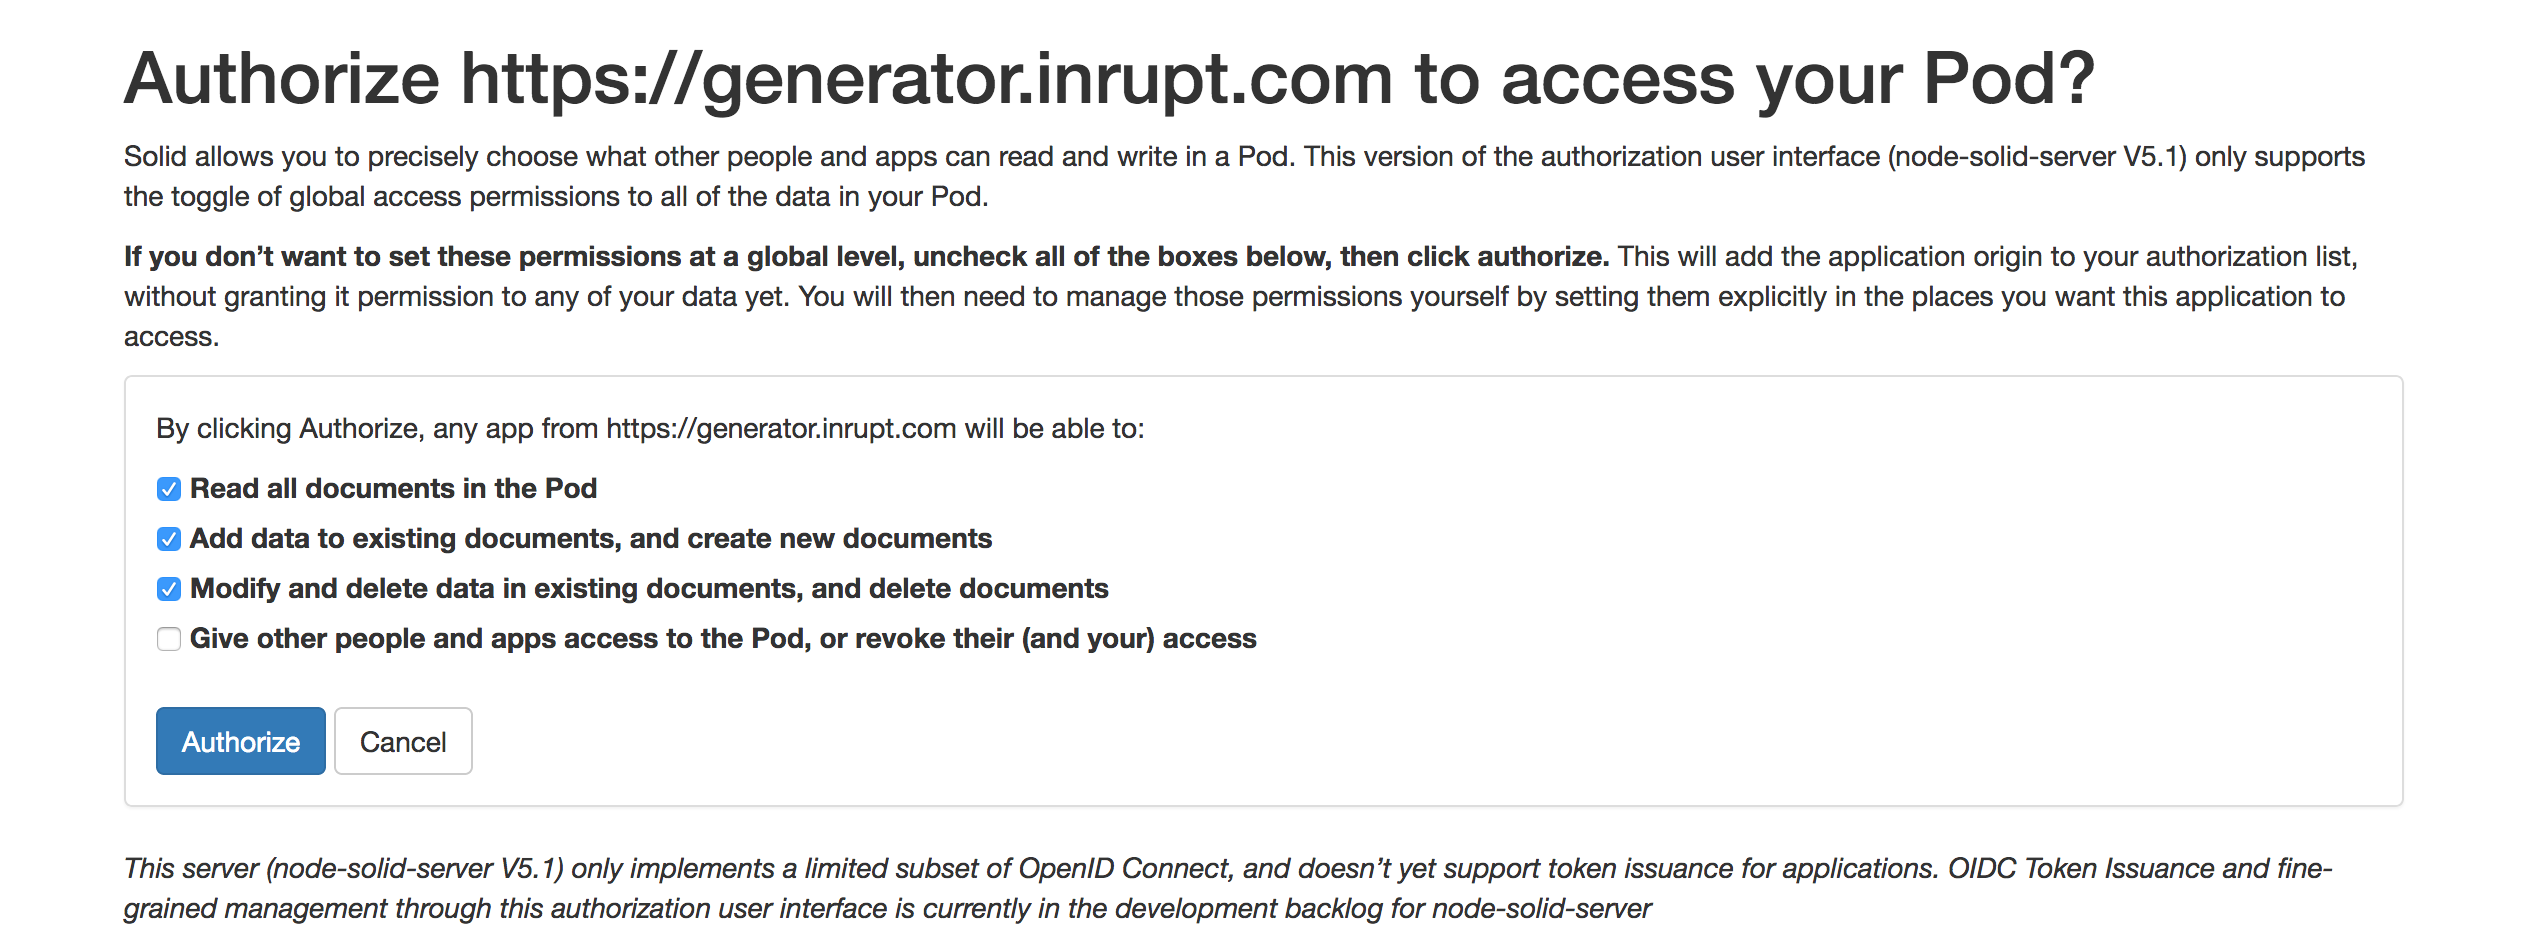 Authorize https://generator.inrupt.com to access your Pod?
Solid allows you to precisely choose what other people and apps can read and write in a Pod. This version of the authorization user interface (node-solid-server V5.1) only supports
the toggle of global access permissions to all of the data in your Pod.
If you don’t want to set these permissions at a global level, uncheck all of the boxes below, then click authorize. This will add the application origin to your authorization list,
without granting it permission to any of your data yet. You will then need to manage those permissions yourself by setting them explicitly in the places you want this application to
access.
By clicking Authorize, any app from https://generator.inrupt.com will be able to:
Read all documents in the Pod
Add data to existing documents, and create new documents
Modify and delete data in existing documents, and delete documents
Give other people and apps access to the Pod, or revoke their (and your) access
Authorize Cancel
This server (node-solid-server V5.1) only implements a limited subset of OpenID Connect, and doesn’t yet support token issuance for applications. OIDC Token Issuance and fine-
grained management through this authorization user interface is currently in the development backlog for node-solid-server